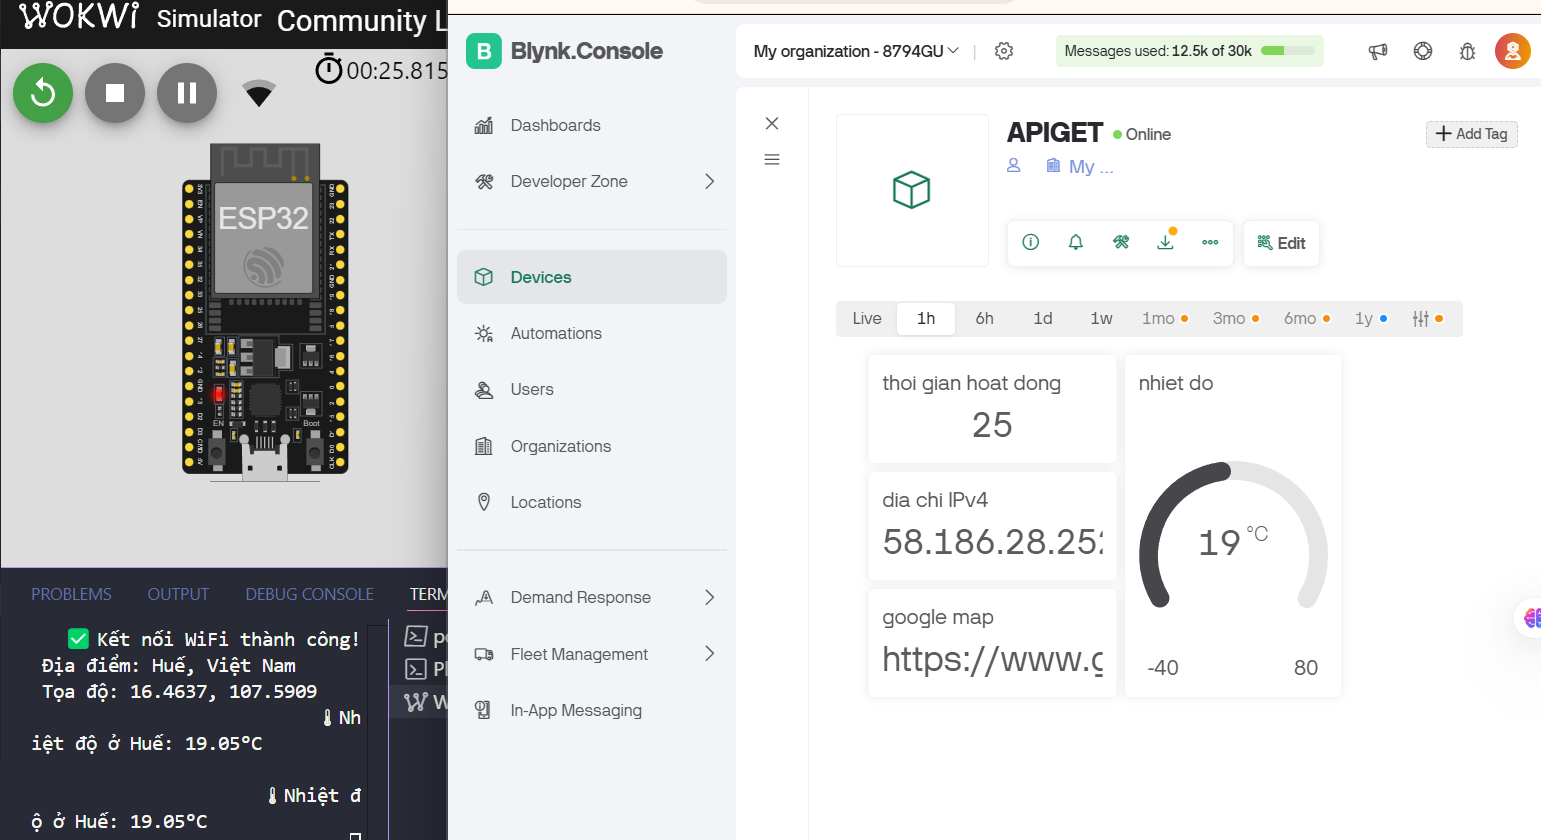 WOKWi Simulator Community L
00:25.815
ESP32
EN
Boot
PROBLEMS OUTPUT DEBUG CONSOLE TERM
✅ Kết nối WiFi thành công!
Địa điểm: Huế, Việt Nam
Tọa độ: 16.4637, 107.5909
🌡Nh
iệt độ ở Huế: 19.05°C
🌡Nhiệt đ
ộ ở Huế: 19.05°C
B Blynk.Console
Dashboards
Developer Zone
Devices
Automations
Users
Organizations
Locations
Demand Response
Fleet Management
In-App Messaging
My organization - 8794GU
Messages used: 12.5k of 30k
APIGET Online
My ...
Add Tag
Edit
Live 1h 6h 1d 1w 1mo 3mo 6mo 1y
thoi gian hoat dong
25
dia chi IPv4
58.186.28.252
google map
https://www.g
nhiet do
19 °C
-40 80